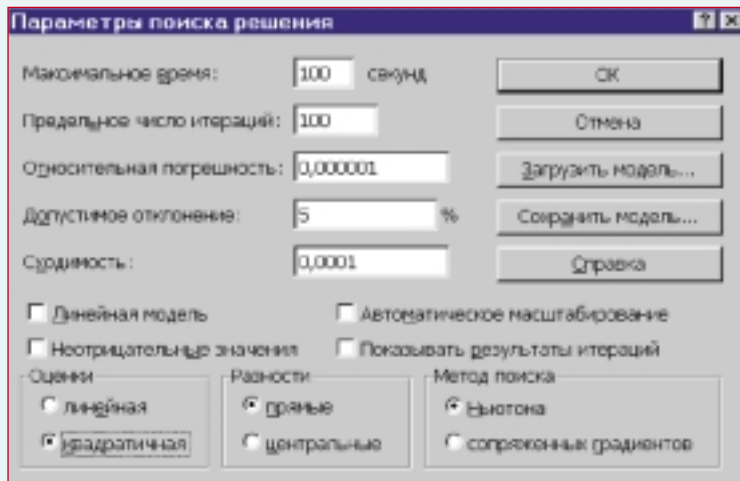 Параметры поиска решения
Максимальное время: 100 секунд OK
Предельное число итераций: 100 Отмена
Относительная погрешность: 0,000001 Загрузить модель...
Допустимое отклонение: 5 % Сохранить модель...
Сходимость: 0,0001 Справка
Линейная модель Автоматическое масштабирование
Неотрицательные значения Показывать результаты итераций
Оценки Разности Метод поиска
линейная прямые Ньютона
квадратичная центральные сопряженных градиентов